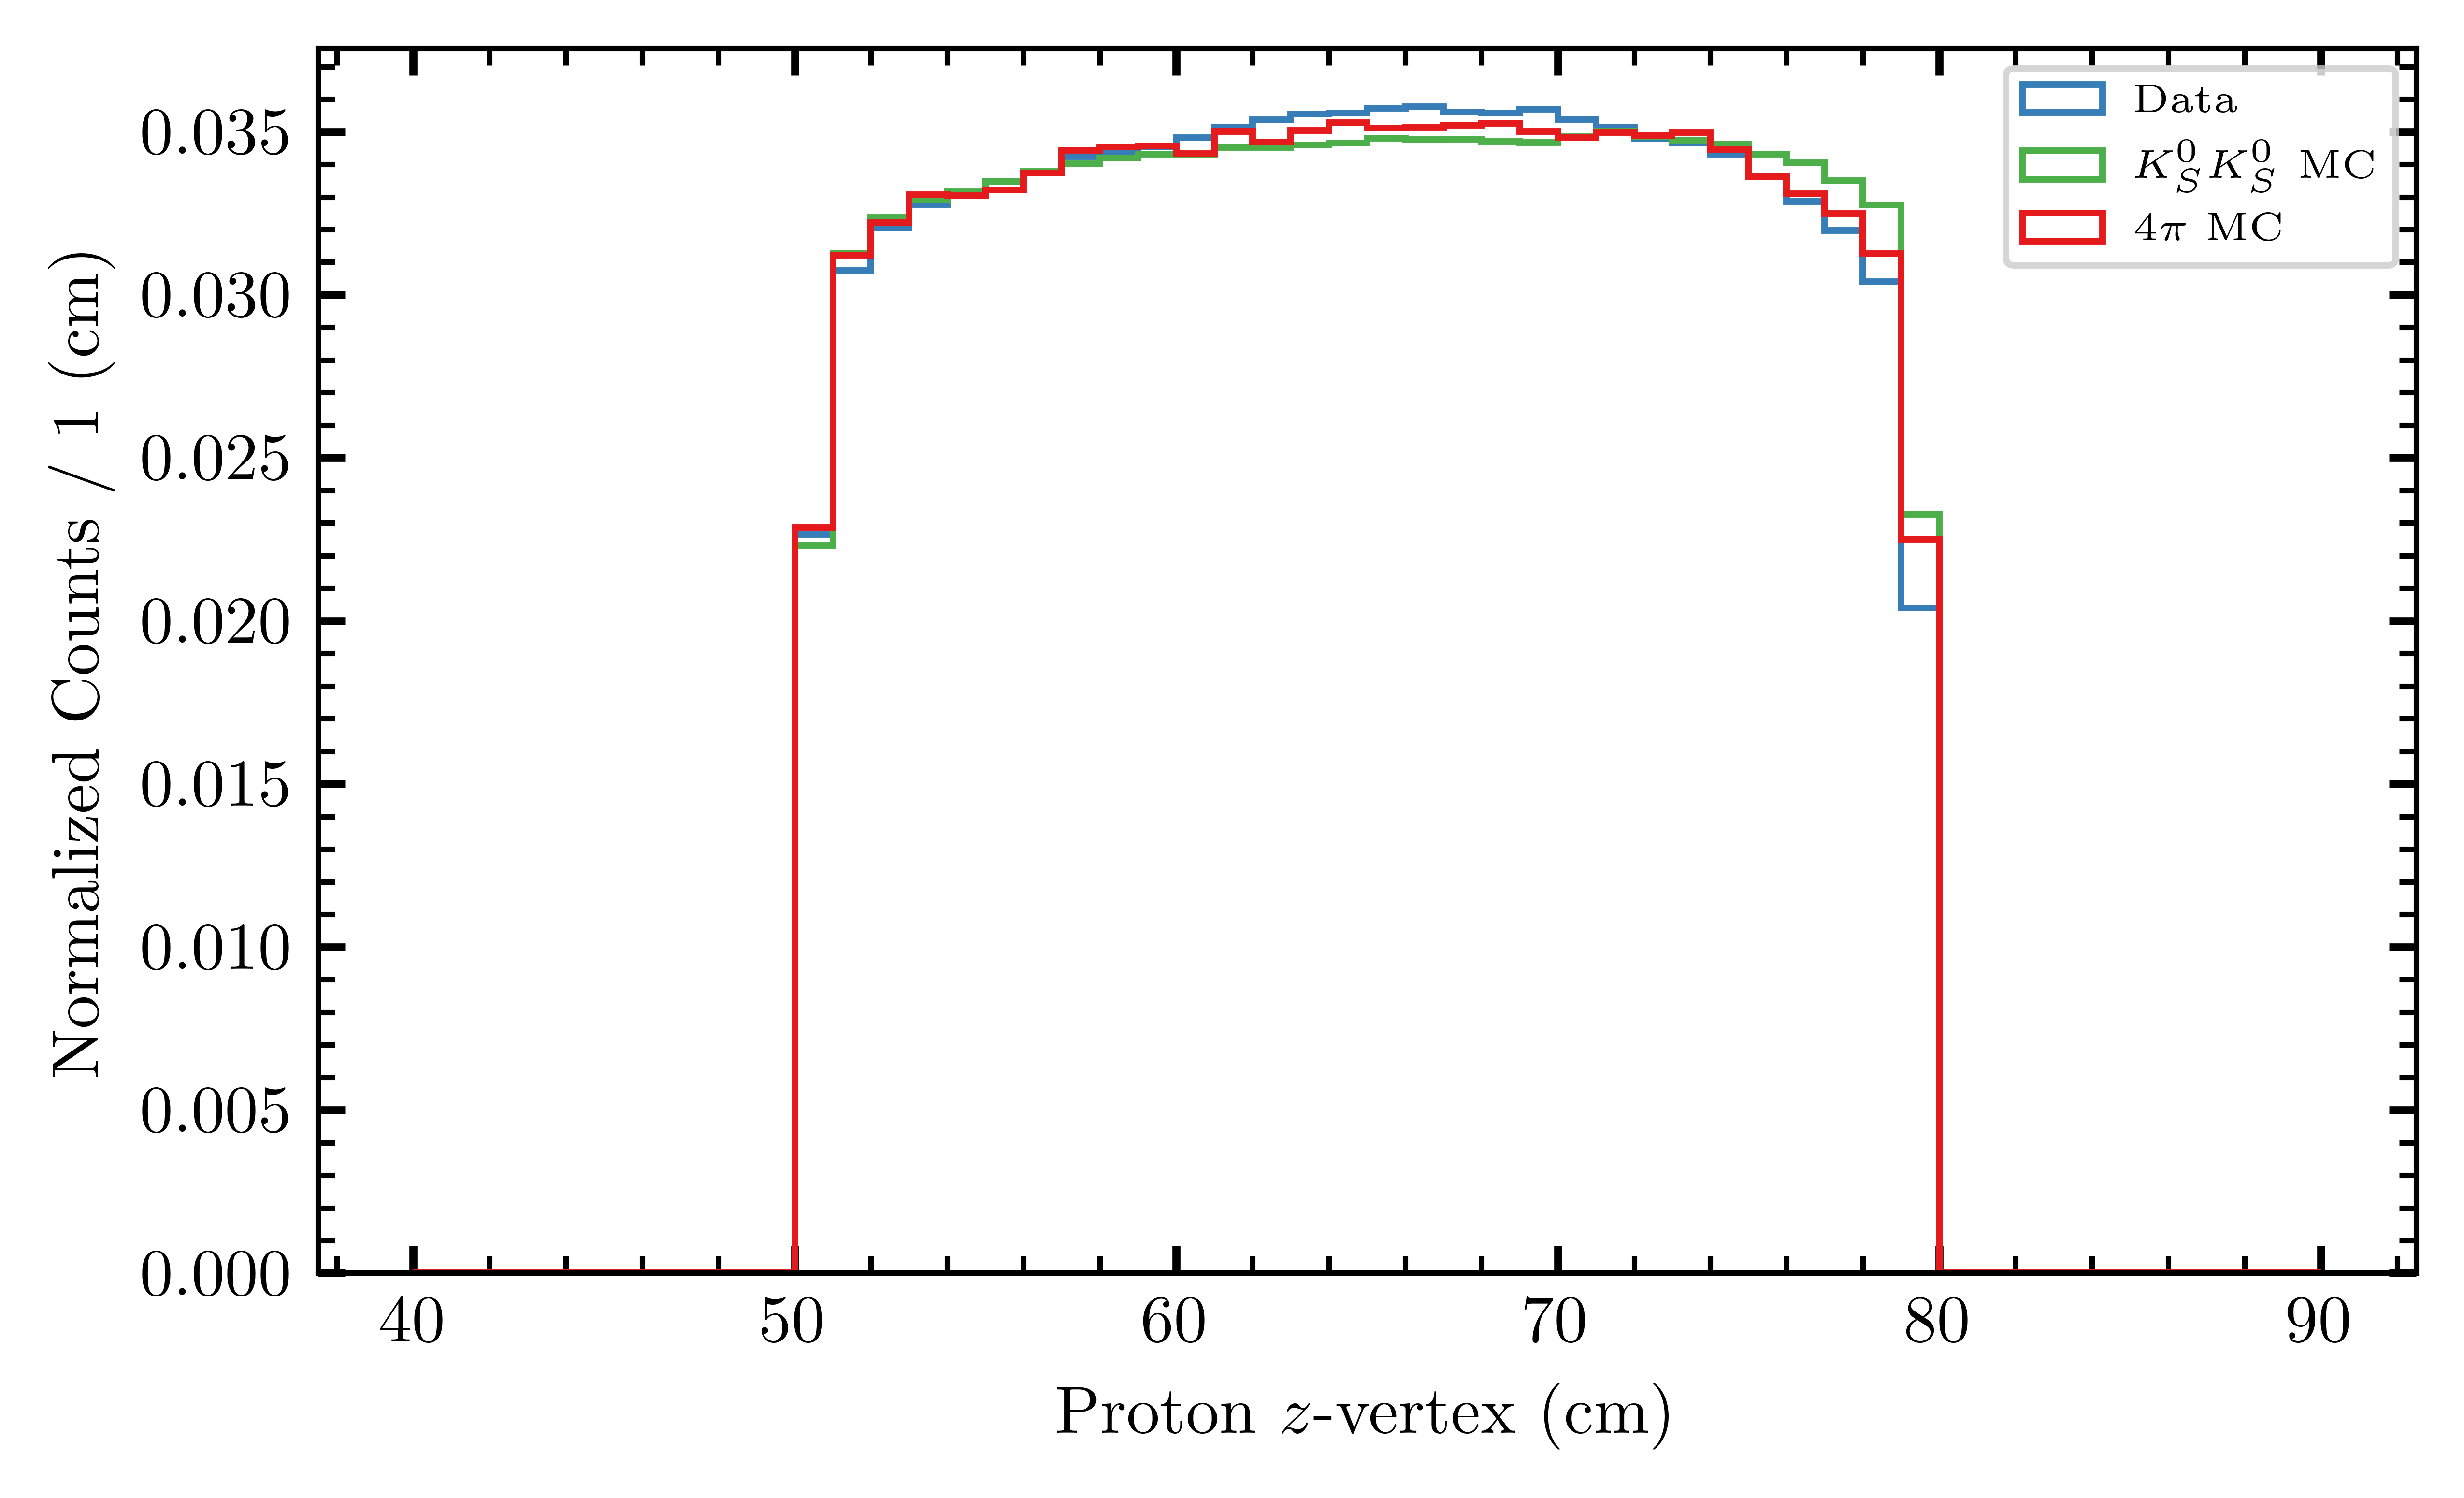 Normalized Counts / 1 (cm)
0.035
0.030
0.025
0.020
0.015
0.010
0.005
0.000
40 50 60 70 80 90
Proton z-vertex (cm)
Data
$K_S^0 K_S^0$ MC
4π MC